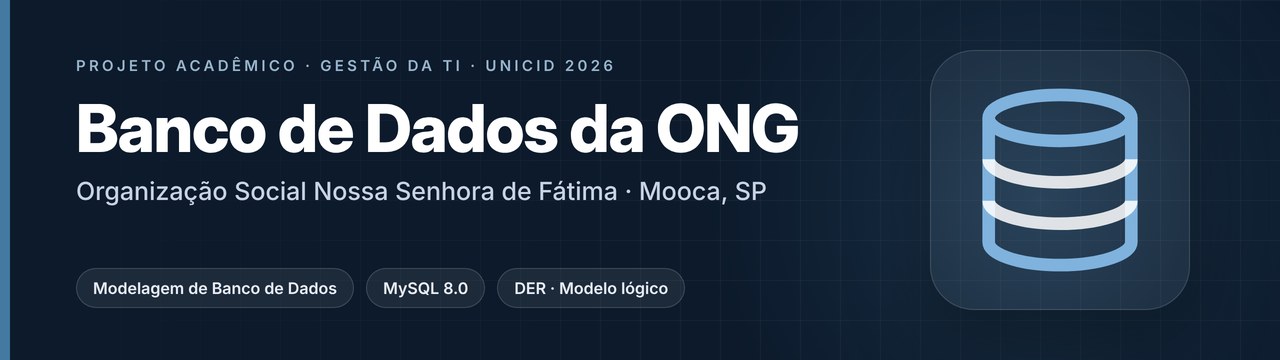 PROJETO ACADÊMICO · GESTÃO DA TI · UNICID 2026
Banco de Dados da ONG
Organização Social Nossa Senhora de Fátima · Mooca, SP
Modelagem de Banco de Dados
MySQL 8.0
DER · Modelo lógico